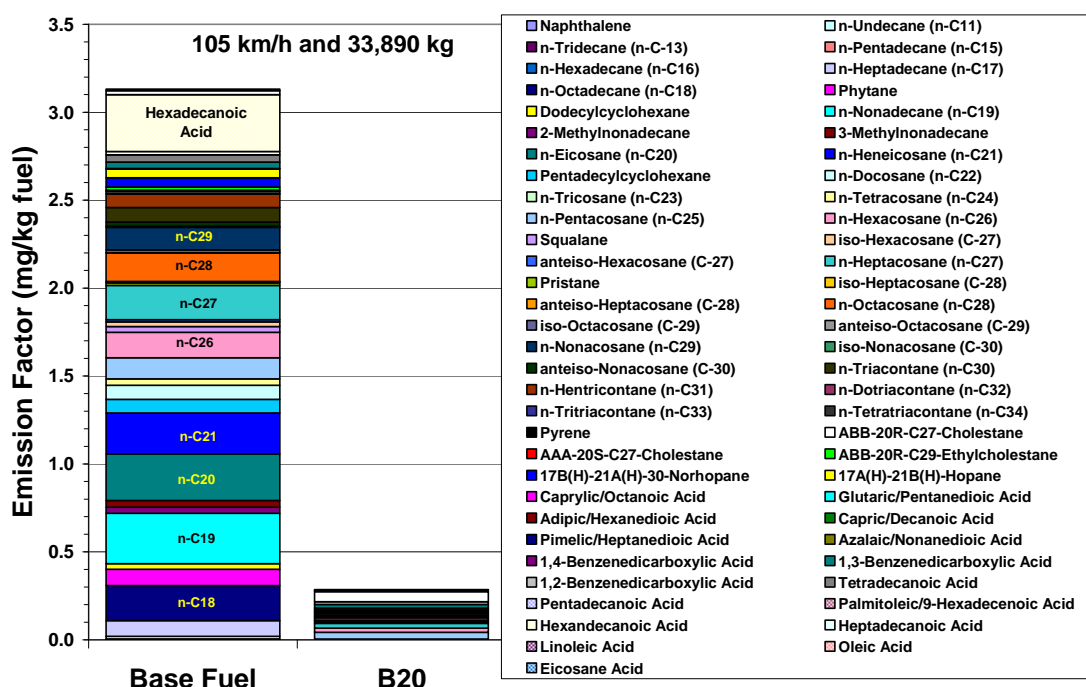 105 km/h and 33,890 kg
Emission Factor (mg/kg fuel)
3.5
3.0
2.5
2.0
1.5
1.0
0.5
0.0
Hexadecanoic
Acid
n-C29
n-C28
n-C27
n-C26
n-C21
n-C20
n-C19
n-C18
Base Fuel
B20
Naphthalene
n-Undecane (n-C11)
n-Tridecane (n-C-13)
n-Pentadecane (n-C15)
n-Hexadecane (n-C16)
n-Heptadecane (n-C17)
n-Octadecane (n-C18)
Phytane
Dodecylcyclohexane
n-Nonadecane (n-C19)
2-Methylnonadecane
3-Methylnonadecane
n-Eicosane (n-C20)
n-Heneicosane (n-C21)
Pentadecylcyclohexane
n-Docosane (n-C22)
n-Tricosane (n-C23)
n-Tetracosane (n-C24)
n-Pentacosane (n-C25)
n-Hexacosane (n-C26)
Squalane
iso-Hexacosane (C-27)
anteiso-Hexacosane (C-27)
n-Heptacosane (n-C27)
Pristane
iso-Heptacosane (C-28)
anteiso-Heptacosane (C-28)
n-Octacosane (n-C28)
iso-Octacosane (C-29)
anteiso-Octacosane (C-29)
n-Nonacosane (n-C29)
iso-Nonacosane (C-30)
anteiso-Nonacosane (C-30)
n-Triacontane (n-C30)
n-Hentricontane (n-C31)
n-Dotriacontane (n-C32)
n-Tritriacontane (n-C33)
n-Tetratriacontane (n-C34)
Pyrene
ABB-20R-C27-Cholestane
AAA-20S-C27-Cholestane
ABB-20R-C29-Ethylcholestane
17B(H)-21A(H)-30-Norhopane
17A(H)-21B(H)-Hopane
Caprylic/Octanoic Acid
Glutaric/Pentanedioic Acid
Adipic/Hexanedioic Acid
Capric/Decanoic Acid
Pimelic/Heptanedioic Acid
Azalaic/Nonanedioic Acid
1,4-Benzenedicarboxylic Acid
1,3-Benzenedicarboxylic Acid
1,2-Benzenedicarboxylic Acid
Tetradecanoic Acid
Pentadecanoic Acid
Palmitoleic/9-Hexadecenoic Acid
Hexandecanoic Acid
Heptadecanoic Acid
Linoleic Acid
Oleic Acid
Eicosane Acid